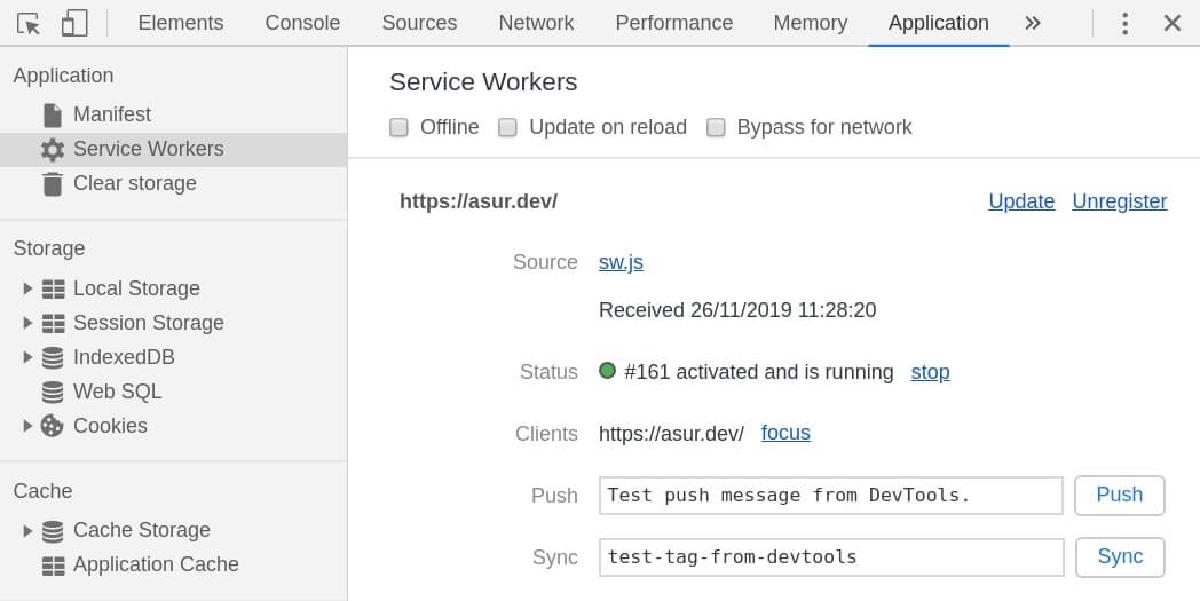 Elements Console Sources Network Performance Memory Application »
Application
Manifest
Service Workers
Clear storage
Storage
Local Storage
Session Storage
IndexedDB
Web SQL
Cookies
Cache
Cache Storage
Application Cache
Service Workers
Offline Update on reload Bypass for network
https://asur.dev/ Update Unregister
Source sw.js
Received 26/11/2019 11:28:20
Status #161 activated and is running stop
Clients https://asur.dev/ focus
Push Test push message from DevTools. Push
Sync test-tag-from-devtools Sync